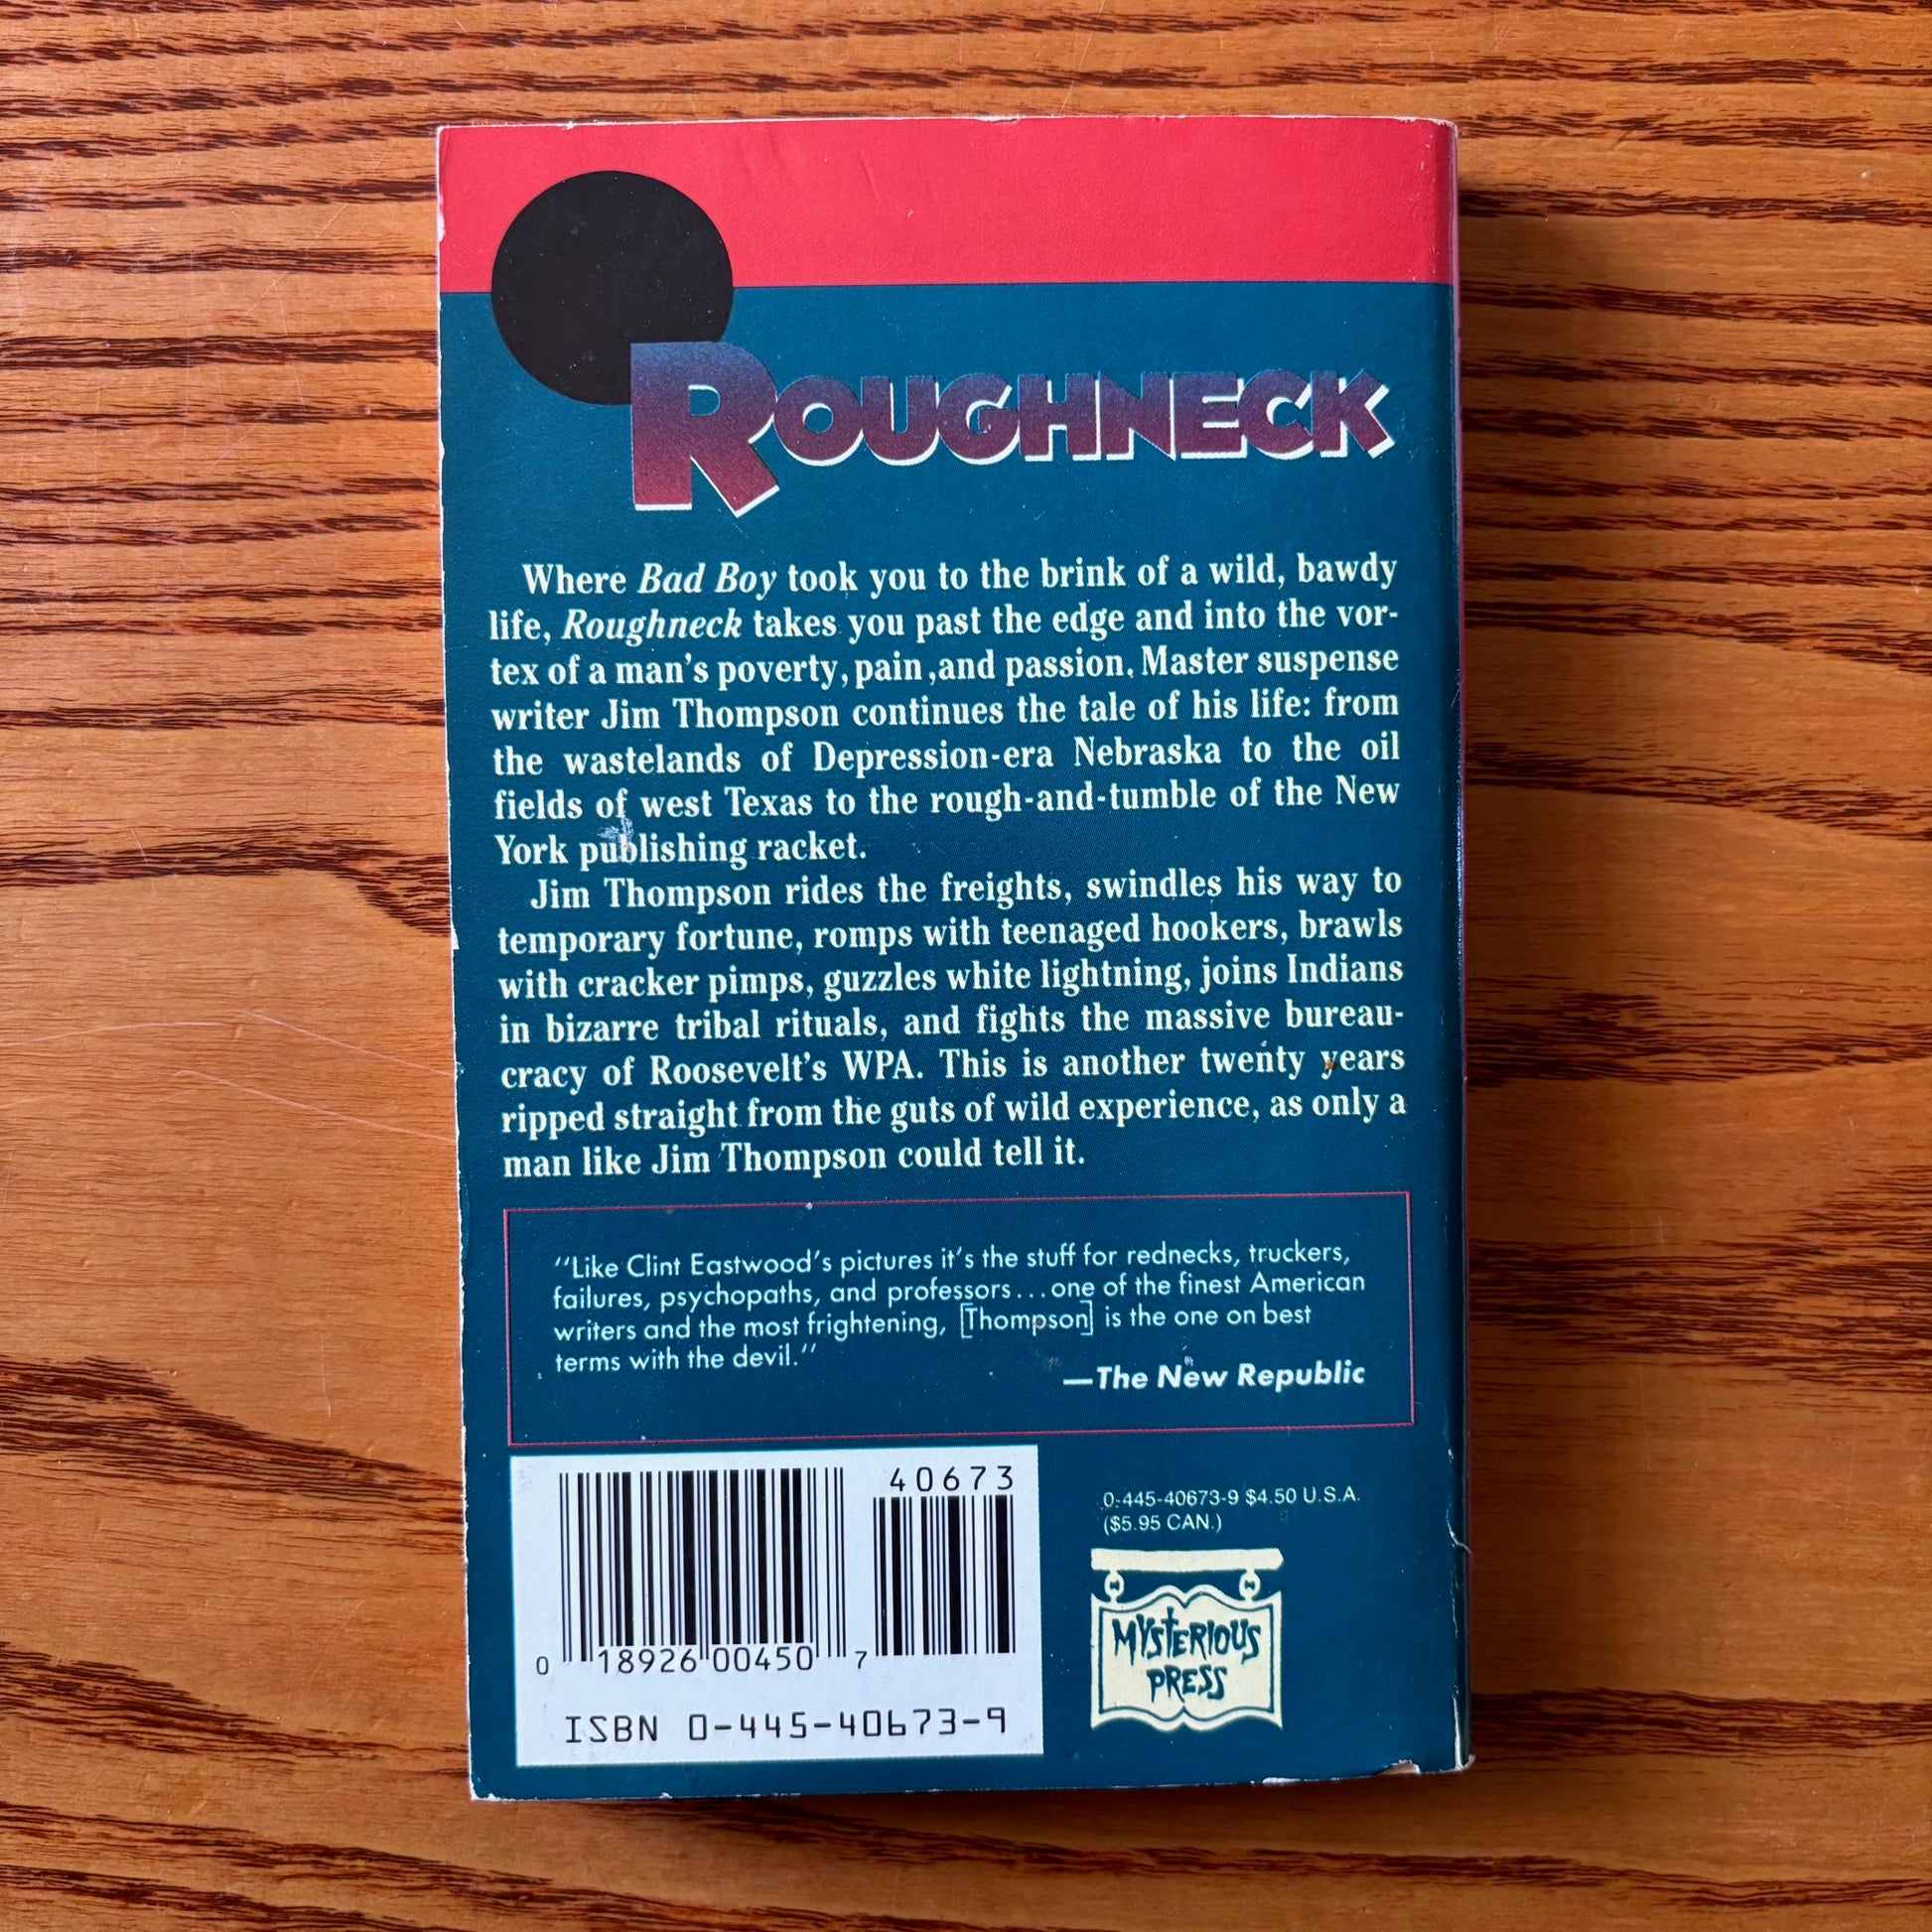 ROUGHNECK
Where Bad Boy took you to the brink of a wild, bawdy
life, Roughneck takes you past the edge and into the vor-
tex of a man's poverty, pain ,and passion. Master suspense
writer Jim Thompson continues the tale of his life: from
the wastelands of Depression-era Nebraska to the oil
fields of west Texas to the rough-and-tumble of the New
York publishing racket.
Jim Thompson rides the freights, swindles his way to
temporary fortune, romps with teenaged hookers, brawls
with cracker pimps, guzzles white lightning, joins Indians
in bizarre tribal rituals, and fights the massive bureau-
cracy of Roosevelt's WPA. This is another twenty years
ripped straight from the guts of wild experience, as only a
man like Jim Thompson could tell it.
"Like Clint Eastwood's pictures it's the stuff for rednecks, truckers,
failures, psychopaths, and professors...one of the finest American
writers and the most frightening, [Thompson] is the one on best
terms with the devil."
—The New Republic
40673
0 18926 00450 7
ISBN 0-445-40673-9
0-445-40673-9 $4.50 U.S.A.
($5.95 CAN.)
MYSTERIOUS
PRESS